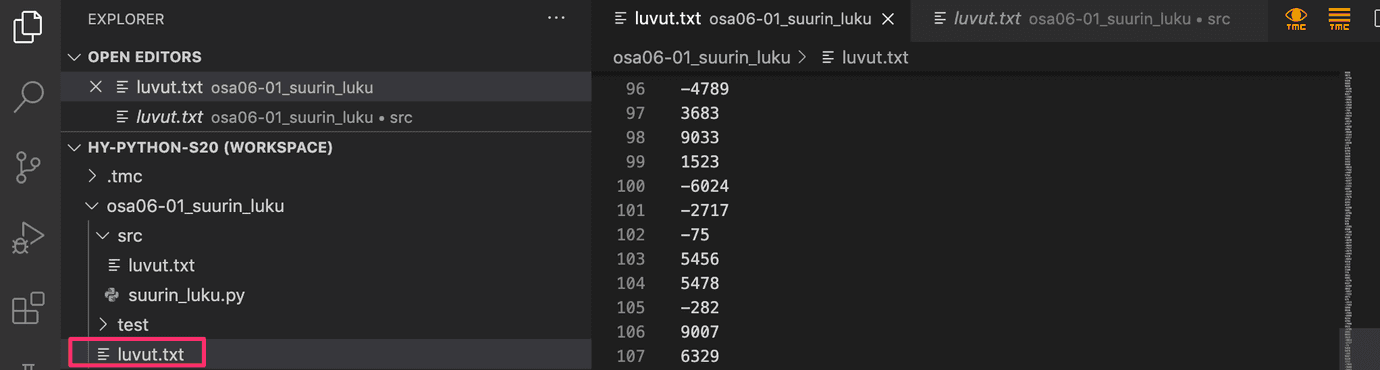 EXPLORER
OPEN EDITORS
luvut.txt osa06-01_suurin_luku
luvut.txt osa06-01_suurin_luku • src
HY-PYTHON-S20 (WORKSPACE)
.tmc
osa06-01_suurin_luku
src
luvut.txt
suurin_luku.py
test
luvut.txt
luvut.txt osa06-01_suurin_luku
luvut.txt osa06-01_suurin_luku • src
TMC TMC
osa06-01_suurin_luku > luvut.txt
96 -4789
97 3683
98 9033
99 1523
100 -6024
101 -2717
102 -75
103 5456
104 5478
105 -282
106 9007
107 6329